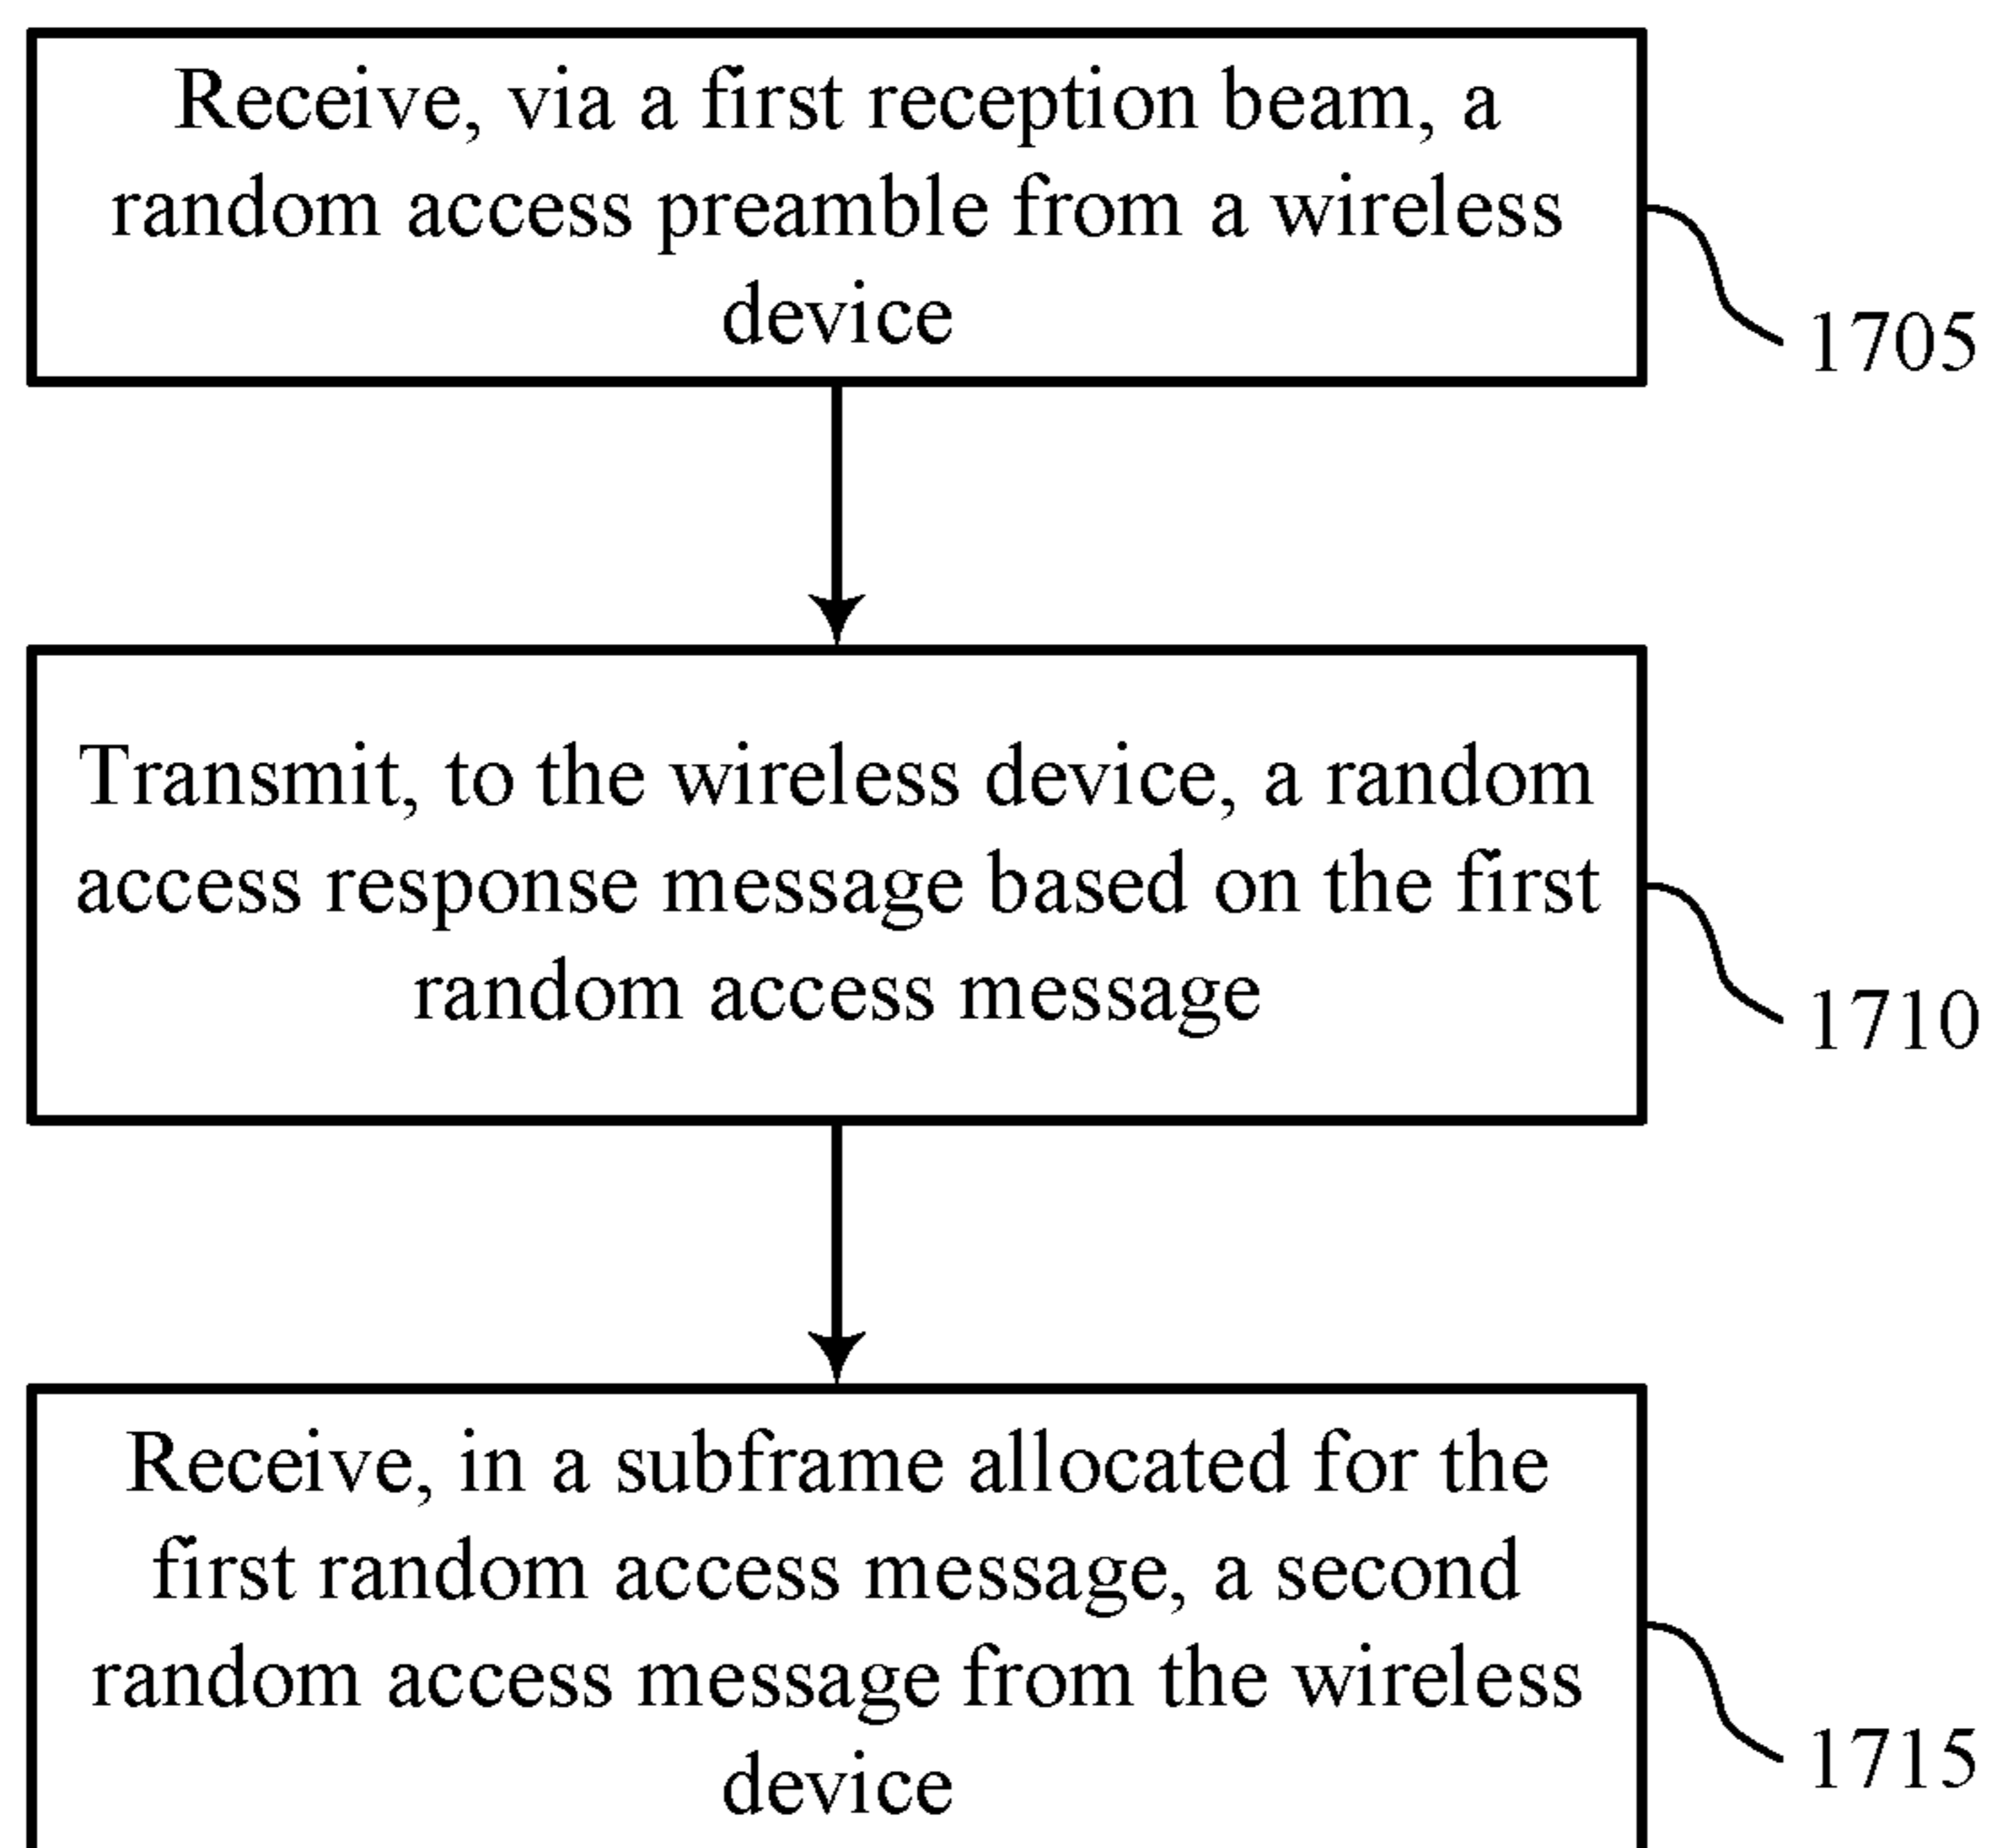 Receive, via a first reception beam, a
random access preamble from a wireless
device
1705
Transmit, to the wireless device, a random
access response message based on the first
random access message
1710
Receive, in a subframe allocated for the
first random access message, a second
random access message from the wireless
device
1715